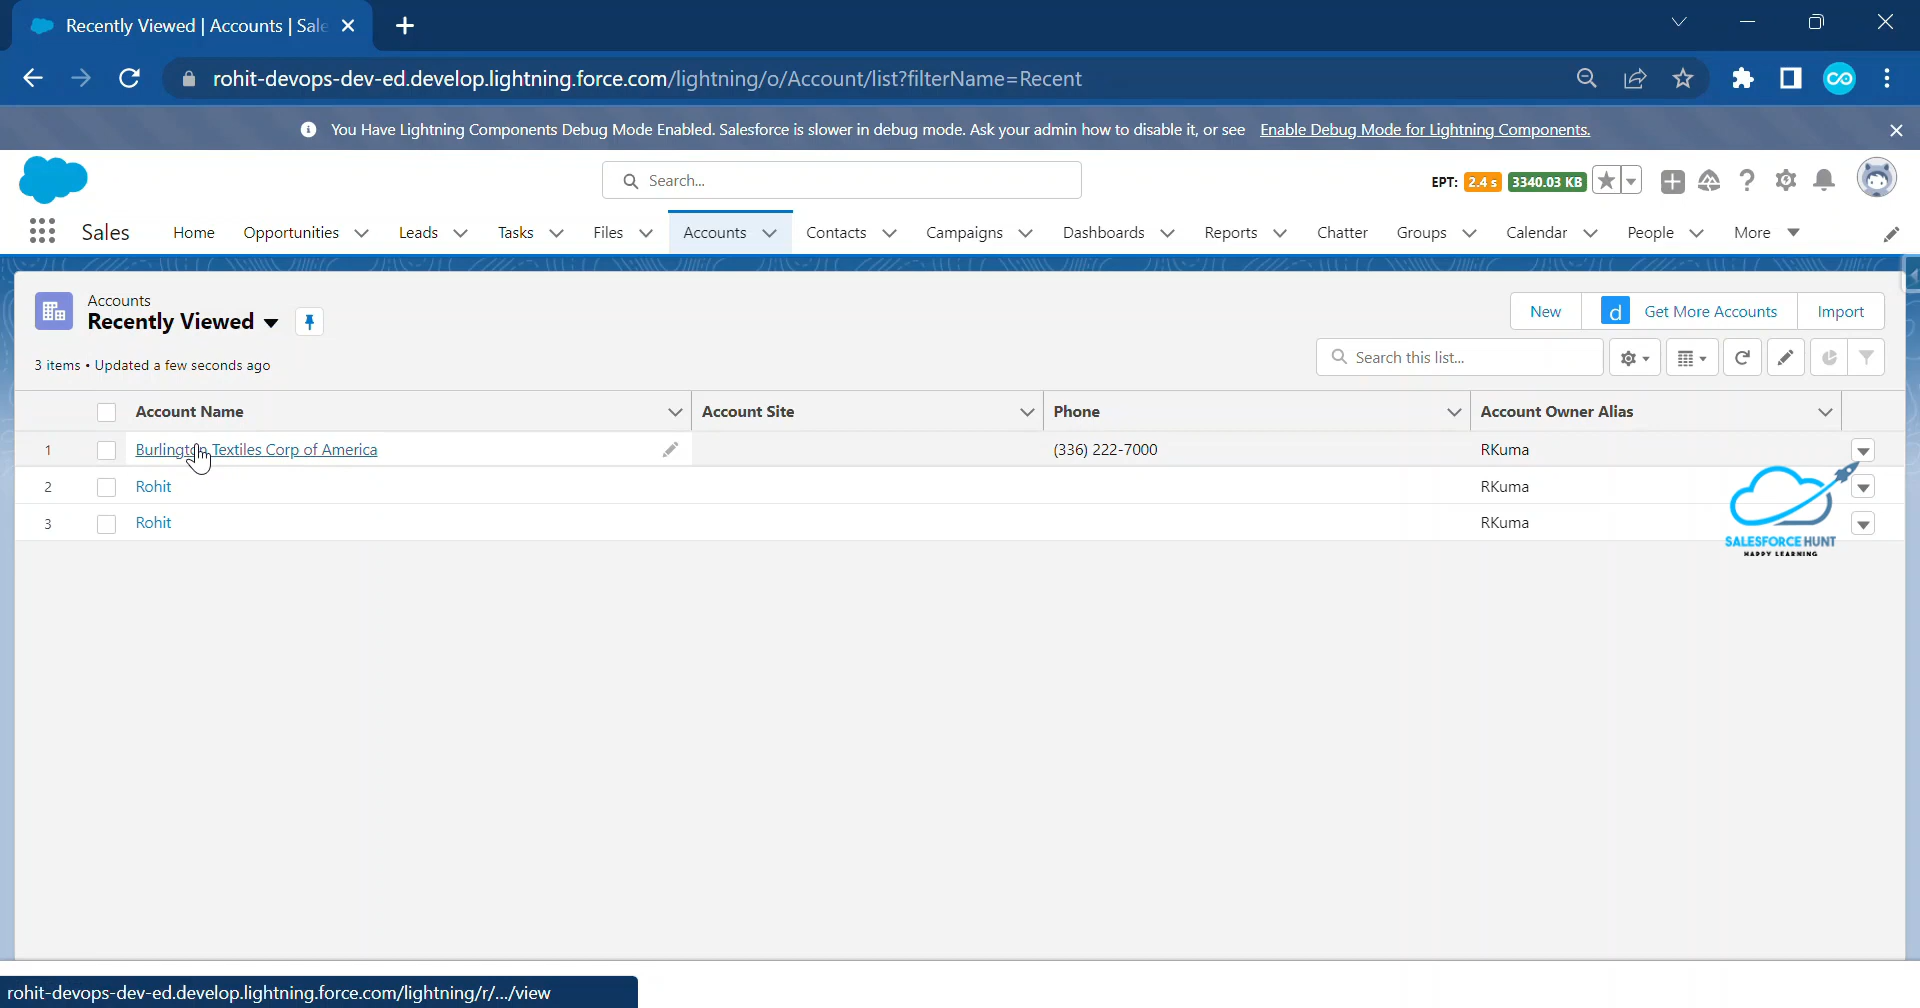 Recently Viewed | Accounts | Sale
rohit-devops-dev-ed.develop.lightning.force.com/lightning/o/Account/list?filterName=Recent
You Have Lightning Components Debug Mode Enabled. Salesforce is slower in debug mode. Ask your admin how to disable it, or see Enable Debug Mode for Lightning Components.
Search...
EPT: 2.4 s 3340.03 KB
Sales Home Opportunities Leads Tasks Files Accounts Contacts Campaigns Dashboards Reports Chatter Groups Calendar People More
Accounts
Recently Viewed
New d Get More Accounts Import
3 items • Updated a few seconds ago
Search this list...
Account Name Account Site Phone Account Owner Alias
1 Burlington Textiles Corp of America (336) 222-7000 RKuma
2 Rohit RKuma
3 Rohit RKuma
SALESFORCE HUNT
HAPPY LEARNING
rohit-devops-dev-ed.develop.lightning.force.com/lightning/r/.../view